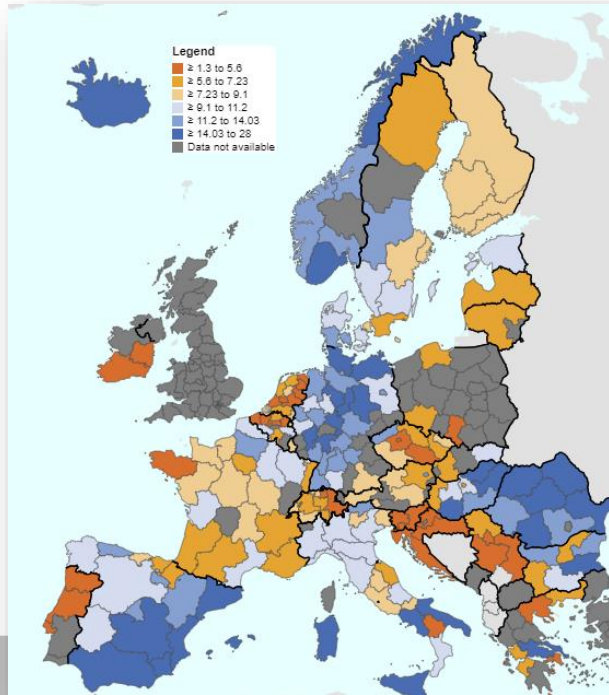 Legend
≥ 1.3 to 5.6
≥ 5.6 to 7.23
≥ 7.23 to 9.1
≥ 9.1 to 11.2
≥ 11.2 to 14.03
≥ 14.03 to 28
Data not available